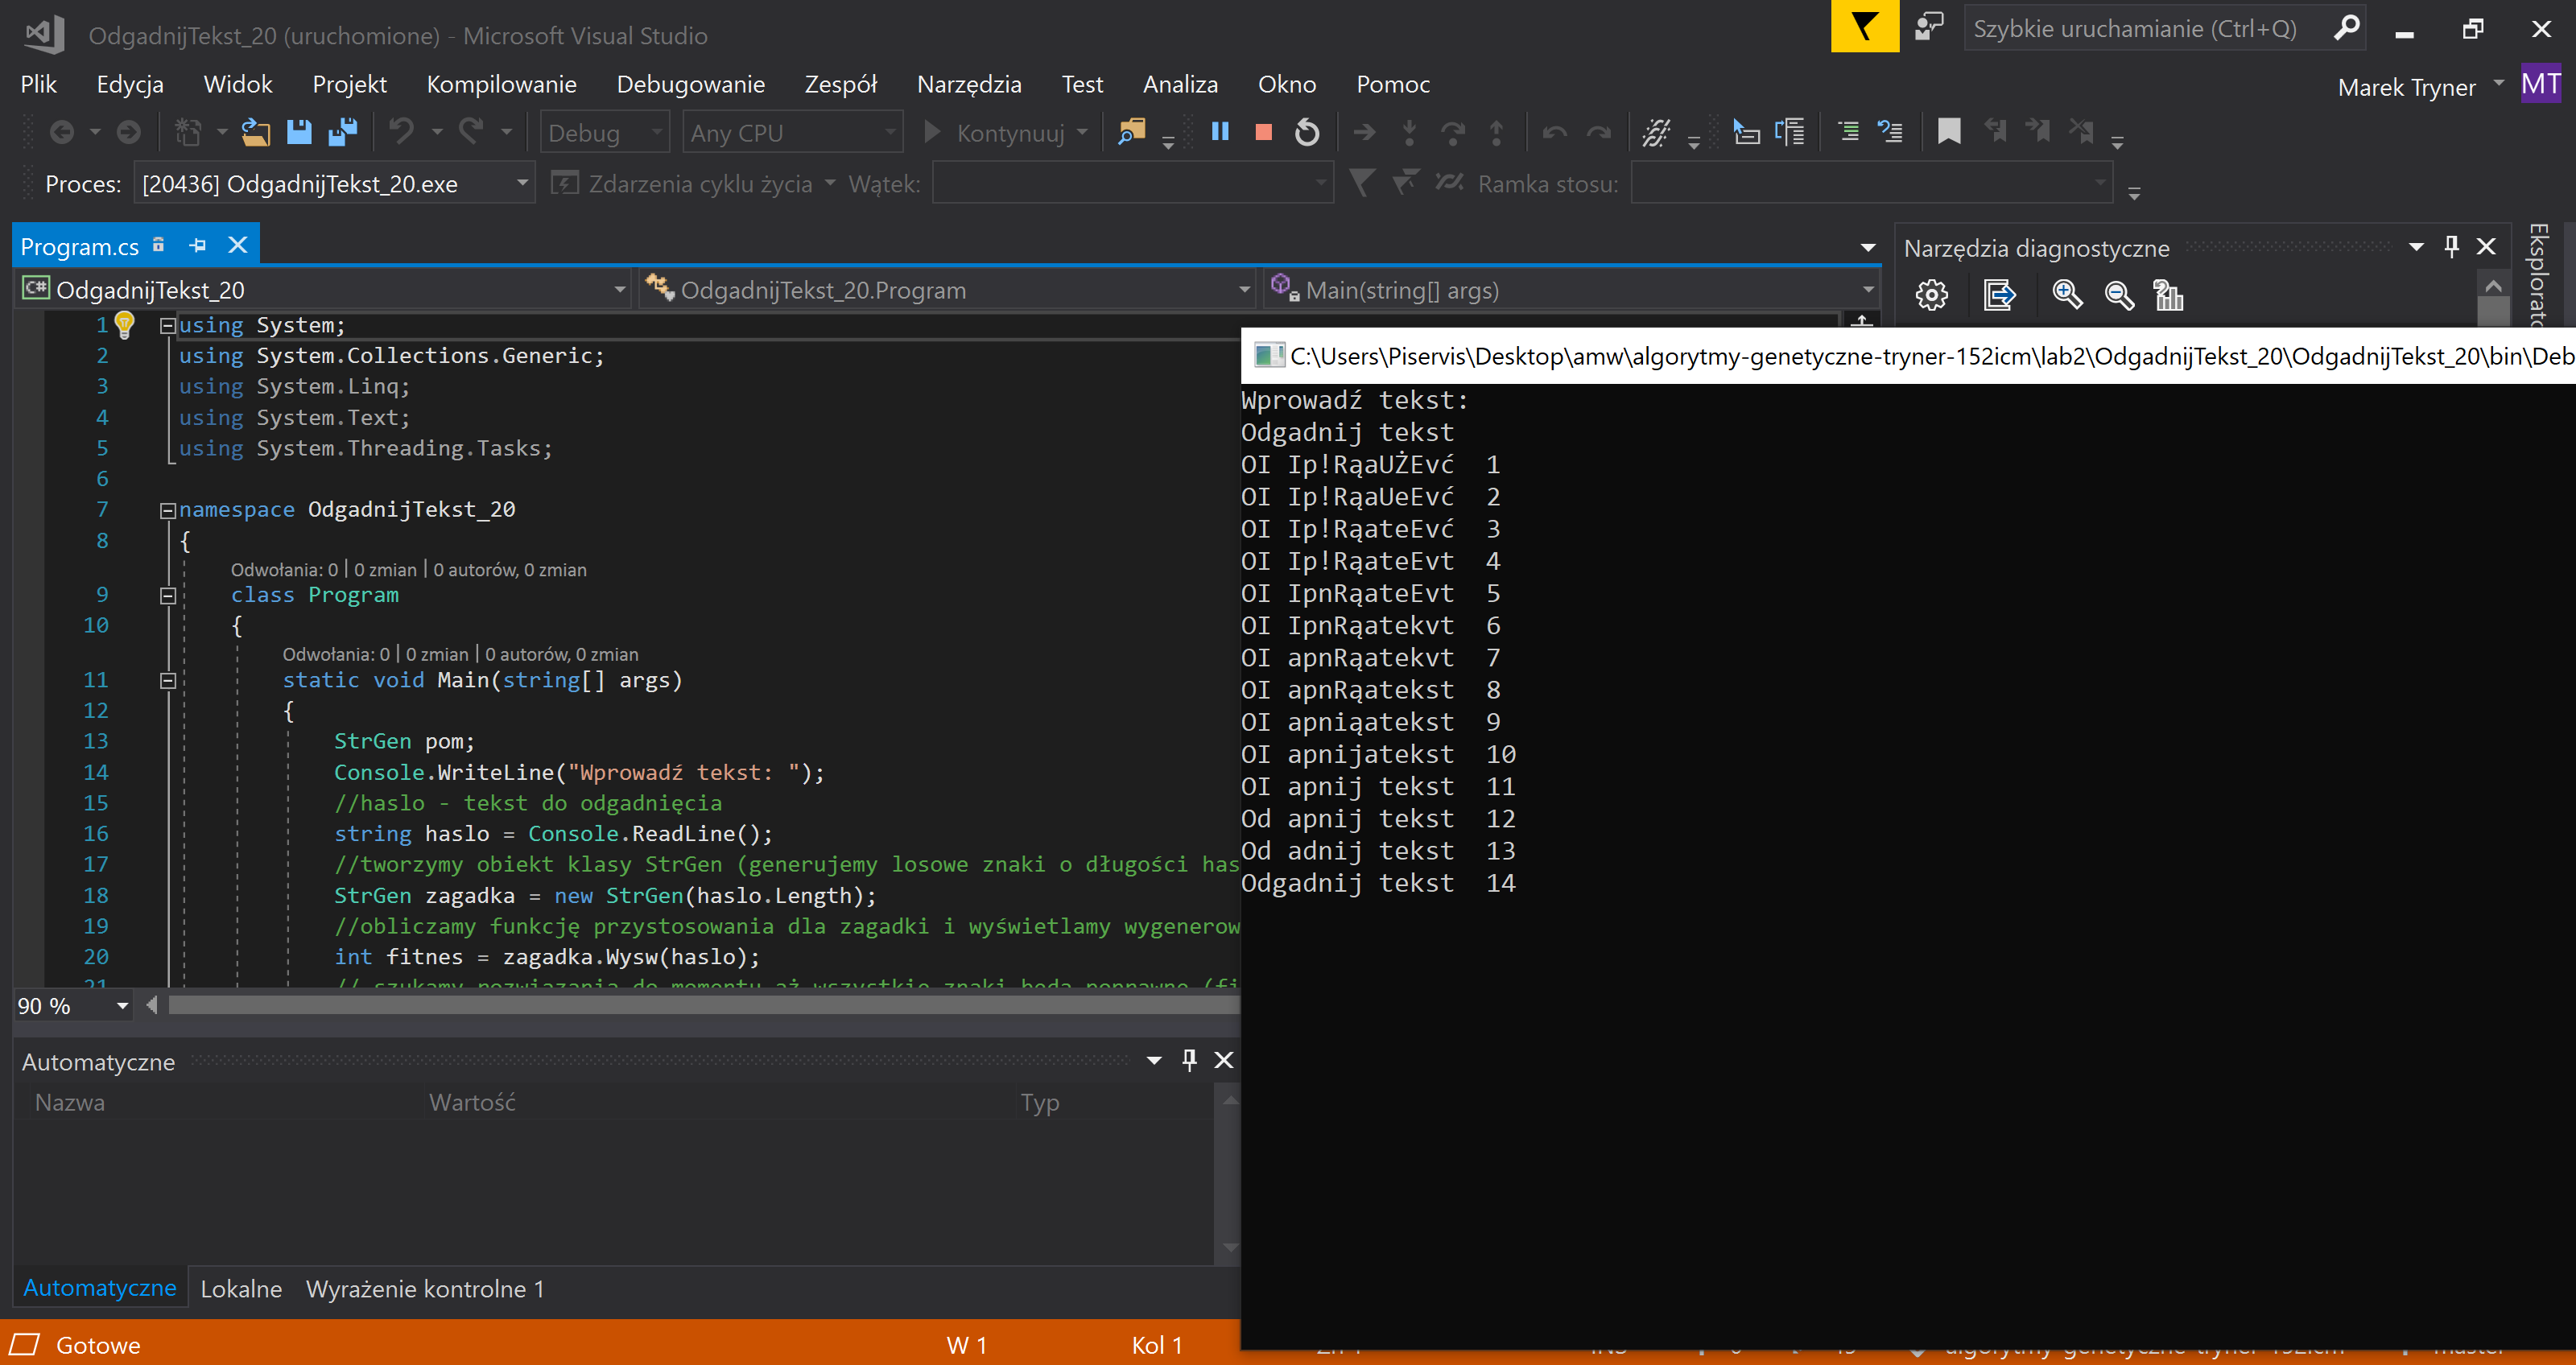 OdgadnijTekst_20 (uruchomione) - Microsoft Visual Studio
Szybkie uruchamianie (Ctrl+Q)
Plik Edycja Widok Projekt Kompilowanie Debugowanie Zespół Narzędzia Test Analiza Okno Pomoc
Marek Tryner MT
Debug Any CPU Kontynuuj
Proces: [20436] OdgadnijTekst_20.exe Zdarzenia cyklu życia Wątek: Ramka stosu:
Program.cs
Narzędzia diagnostyczne
OdgadnijTekst_20 OdgadnijTekst_20.Program Main(string[] args)
1 using System;
2 using System.Collections.Generic;
3 using System.Linq;
4 using System.Text;
5 using System.Threading.Tasks;
6
7 namespace OdgadnijTekst_20
8 {
Odwołania: 0 | 0 zmian | 0 autorów, 0 zmian
9 class Program
10 {
Odwołania: 0 | 0 zmian | 0 autorów, 0 zmian
11 static void Main(string[] args)
12 {
13 StrGen pom;
14 Console.WriteLine("Wprowadź tekst: ");
15 //haslo - tekst do odgadnięcia
16 string haslo = Console.ReadLine();
17 //tworzymy obiekt klasy StrGen (generujemy losowe znaki o długości has
18 StrGen zagadka = new StrGen(haslo.Length);
19 //obliczamy funkcję przystosowania dla zagadki i wyświetlamy wygenerow
20 int fitnes = zagadka.Wysw(haslo);
21 // szukamy rozwiązania do momentu aż wszystkie znaki będą poprawne (fi
90 %
C:\Users\Piservis\Desktop\amw\algorytmy-genetyczne-tryner-152icm\lab2\OdgadnijTekst_20\OdgadnijTekst_20\bin\Deb
Wprowadź tekst:
Odgadnij tekst
OI Ip!RąaUŻEvć 1
OI Ip!RąaUeEvć 2
OI Ip!RąateEvć 3
OI Ip!RąateEvt 4
OI IpnRąateEvt 5
OI IpnRąatekvt 6
OI apnRąatekvt 7
OI apnRąatekst 8
OI apniąatekst 9
OI apnijatekst 10
OI apnij tekst 11
Od apnij tekst 12
Od adnij tekst 13
Odgadnij tekst 14
Automatyczne
Nazwa Wartość Typ
Automatyczne Lokalne Wyrażenie kontrolne 1
Gotowe W 1 Kol 1